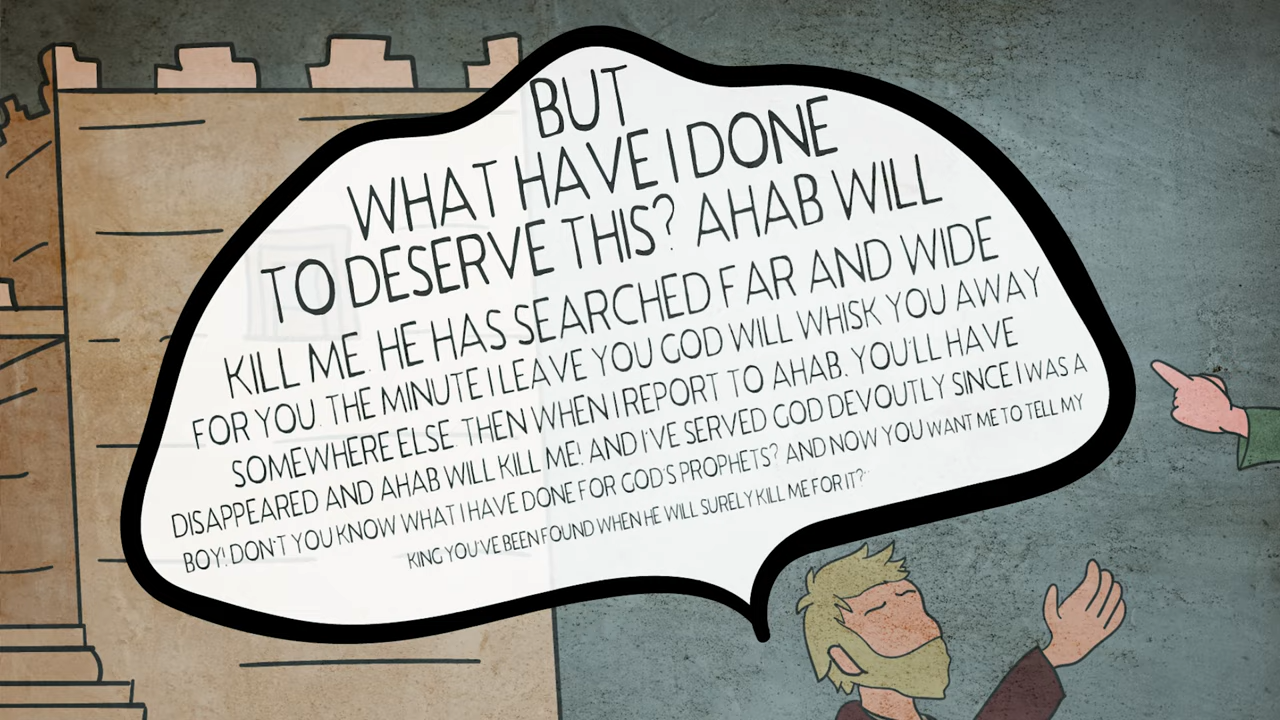 BUT
WHAT HAVE I DONE
TO DESERVE THIS? AHAB WILL
KILL ME. HE HAS SEARCHED FAR AND WIDE
FOR YOU. THE MINUTE I LEAVE YOU GOD WILL WHISK YOU AWAY
SOMEWHERE ELSE. THEN WHEN I REPORT TO AHAB. YOU'LL HAVE
DISAPPEARED AND AHAB WILL KILL ME! AND I'VE SERVED GOD DEVOUTLY SINCE I WAS A
BOY! DON'T YOU KNOW WHAT I HAVE DONE FOR GOD'S PROPHETS? AND NOW YOU WANT ME TO TELL MY
KING YOU'VE BEEN FOUND WHEN HE WILL SURELY KILL ME FOR IT?"